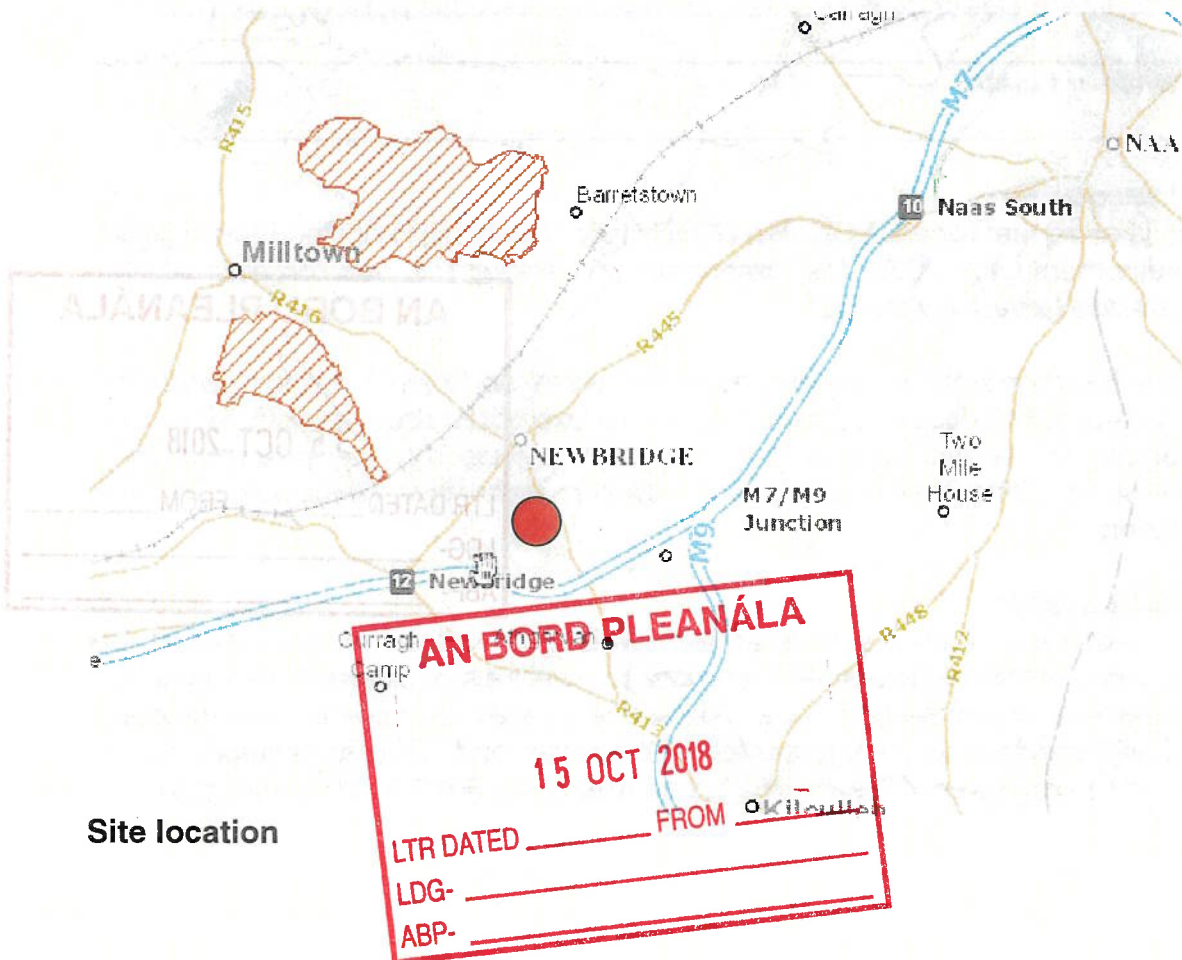 M7
R415
NAA
Barretstown
10 Naas South
Milltown
R416
R445
NEWBRIDGE
Two
Mile
House
M7/M9
Junction
M9
12 Newbridge
Curragh
Camp
R448
R412
R413
AN BORD PLEANÁLA
15 OCT 2018
LTR DATED FROM
LDG-
ABP-
Site location